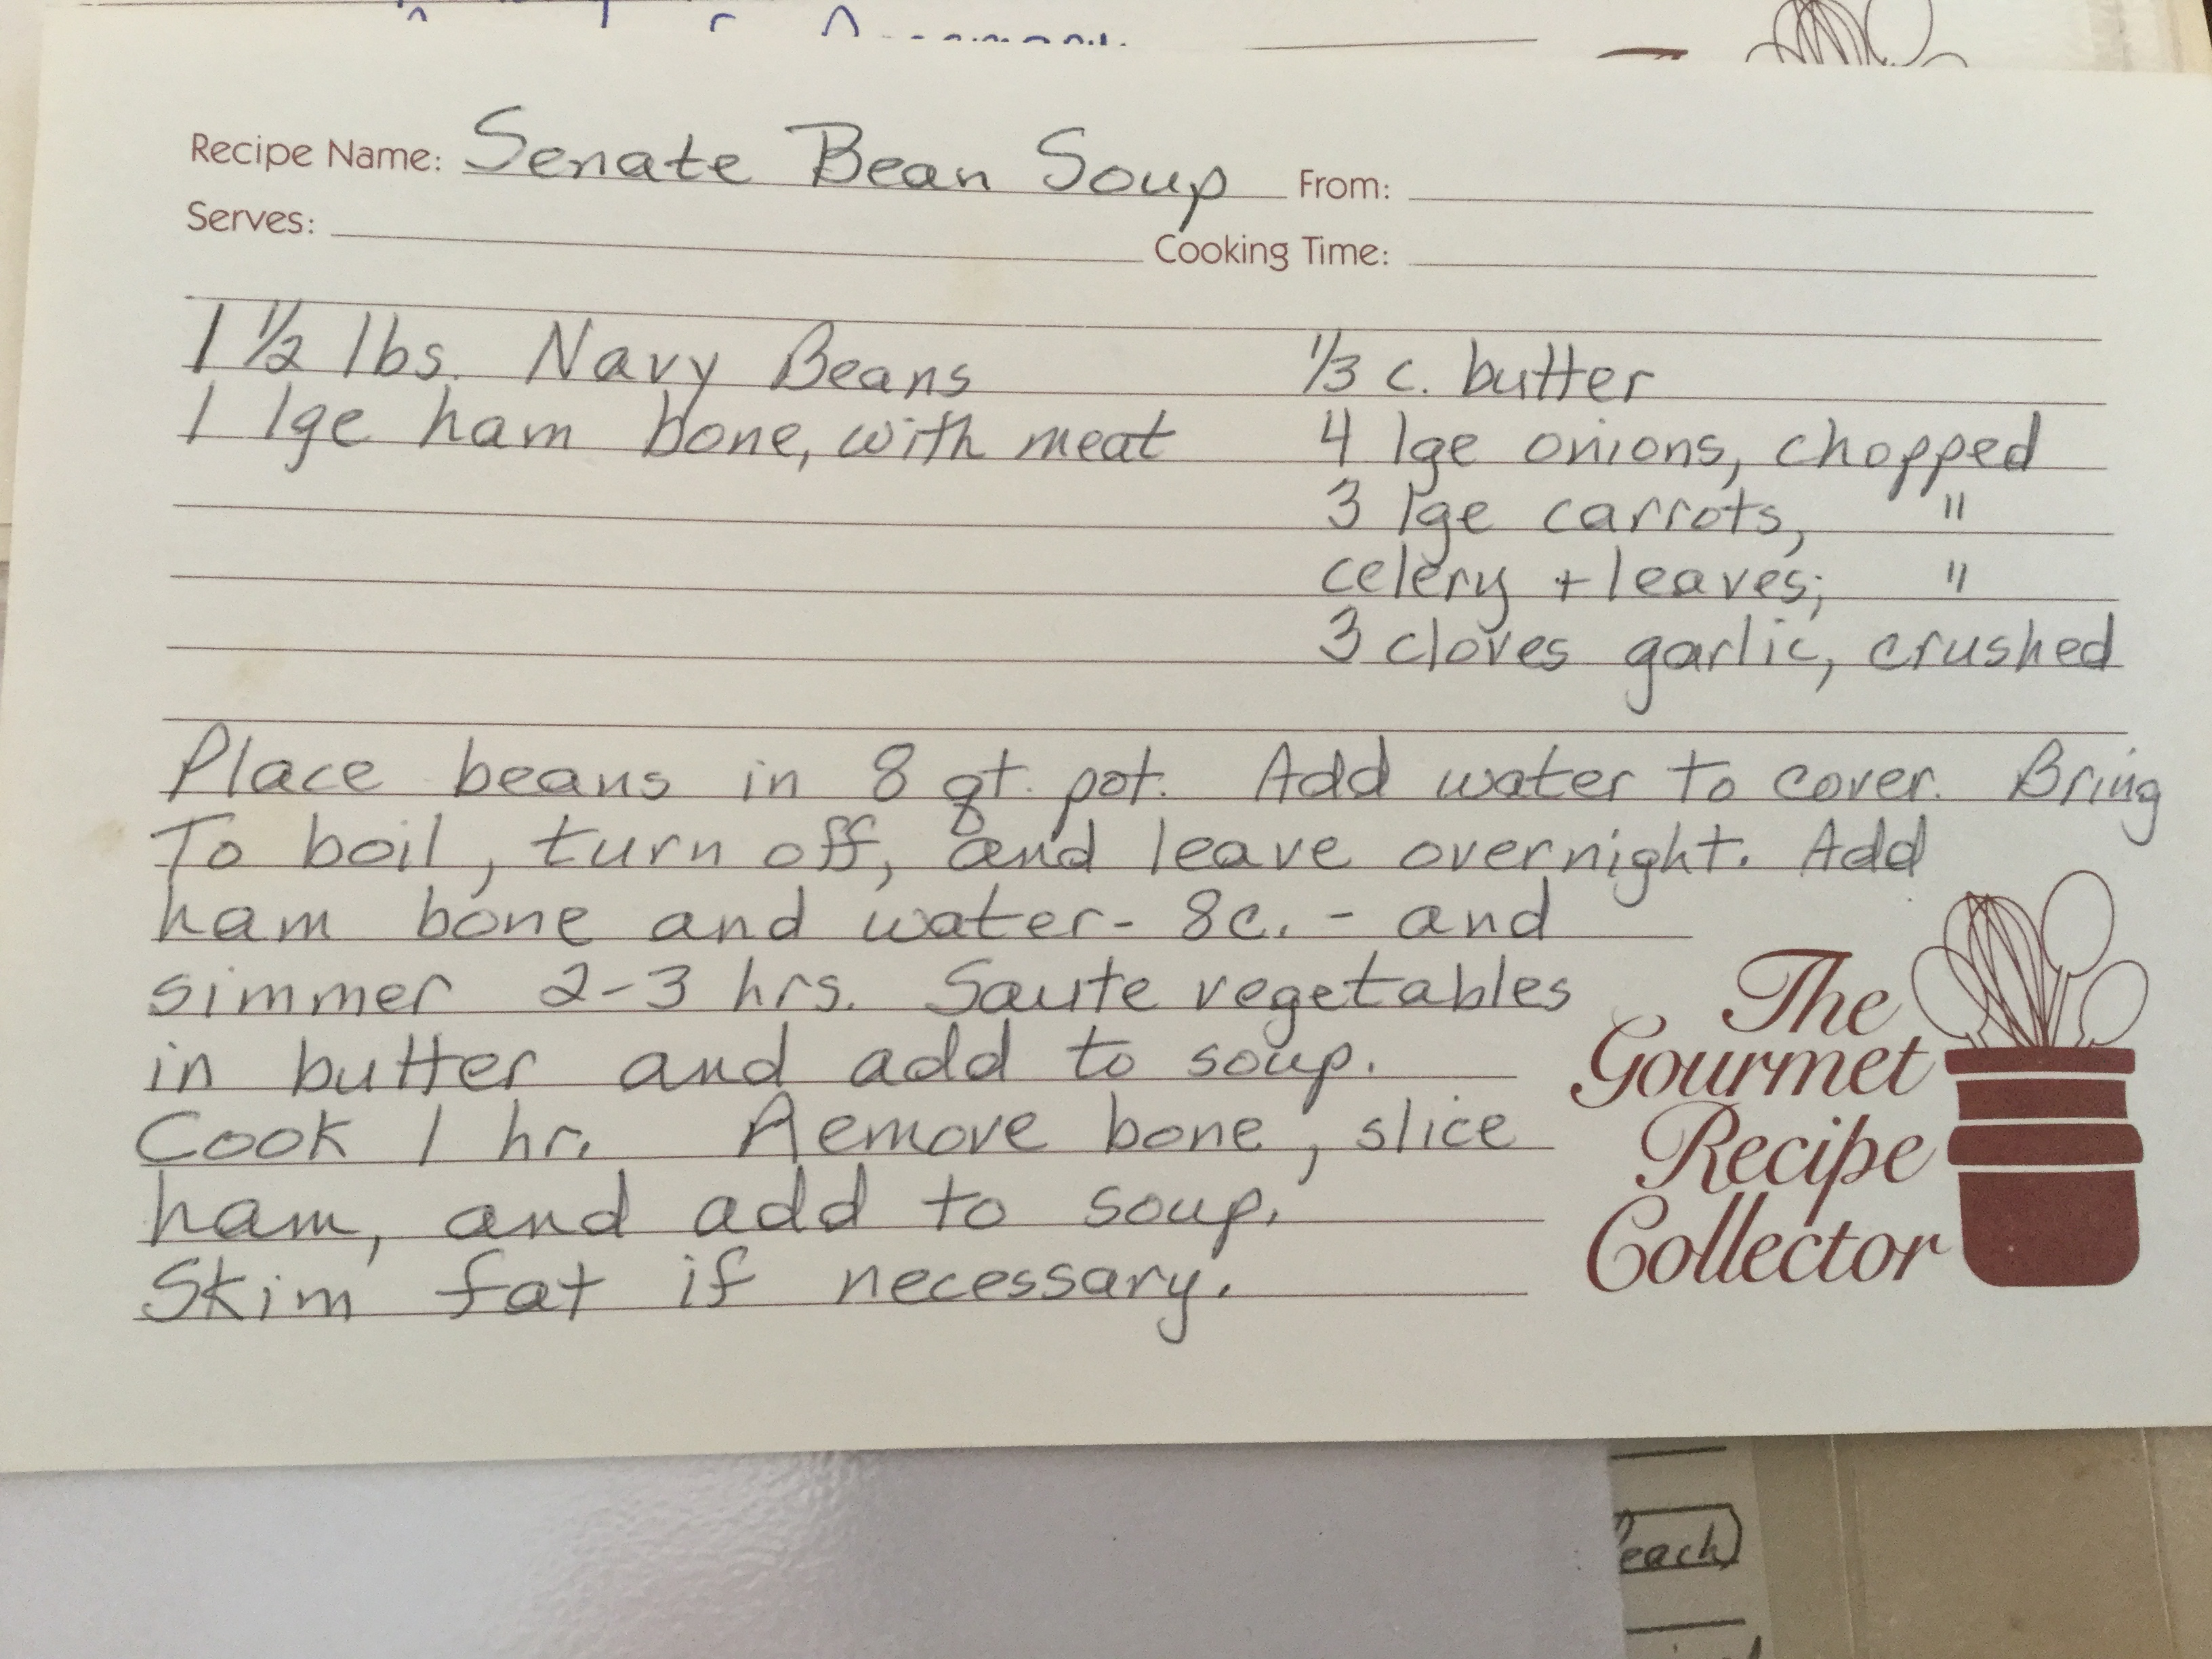 Recipe Name: Senate Bean Soup From:
Serves: Cooking Time:
1 1/2 lbs. Navy Beans
1 lge ham bone, with meat
1/3 c. butter
4 lge onions, chopped
3 lge carrots, "
celery + leaves; "
3 cloves garlic, crushed
Place beans in 8 qt. pot. Add water to cover. Bring
To boil, turn off, and leave overnight. Add
ham bone and water - 8c. - and
simmer 2-3 hrs. Saute vegetables
in butter and add to soup.
Cook 1 hr. Remove bone, slice
ham, and add to soup.
Skim fat if necessary.
The
Gourmet
Recipe
Collector